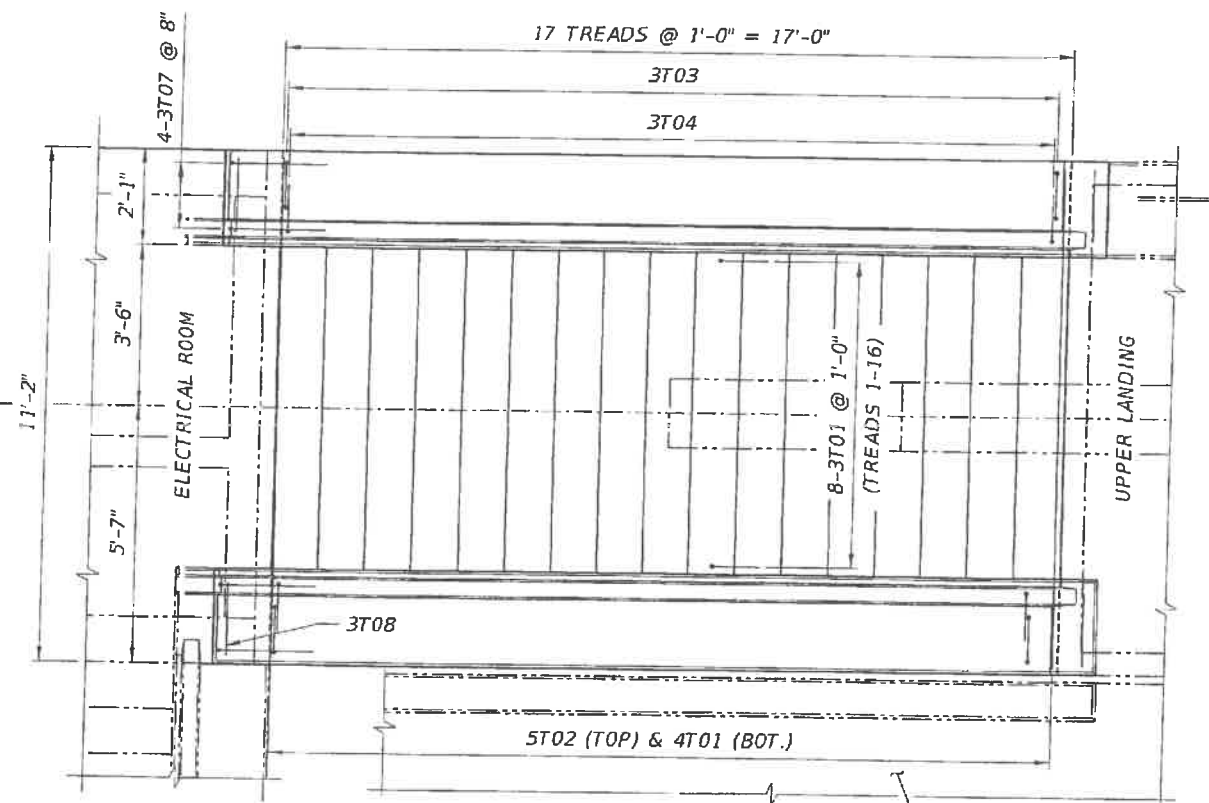 17 TREADS @ 1'-0" = 17'-0"
3T03
3T04
4-3T07 @ 8"
2'-1"
3'-6"
11'-2"
5'-7"
ELECTRICAL ROOM
8-3T01 @ 1'-0"
(TREADS 1-16)
UPPER LANDING
3T08
5T02 (TOP) & 4T01 (BOT.)